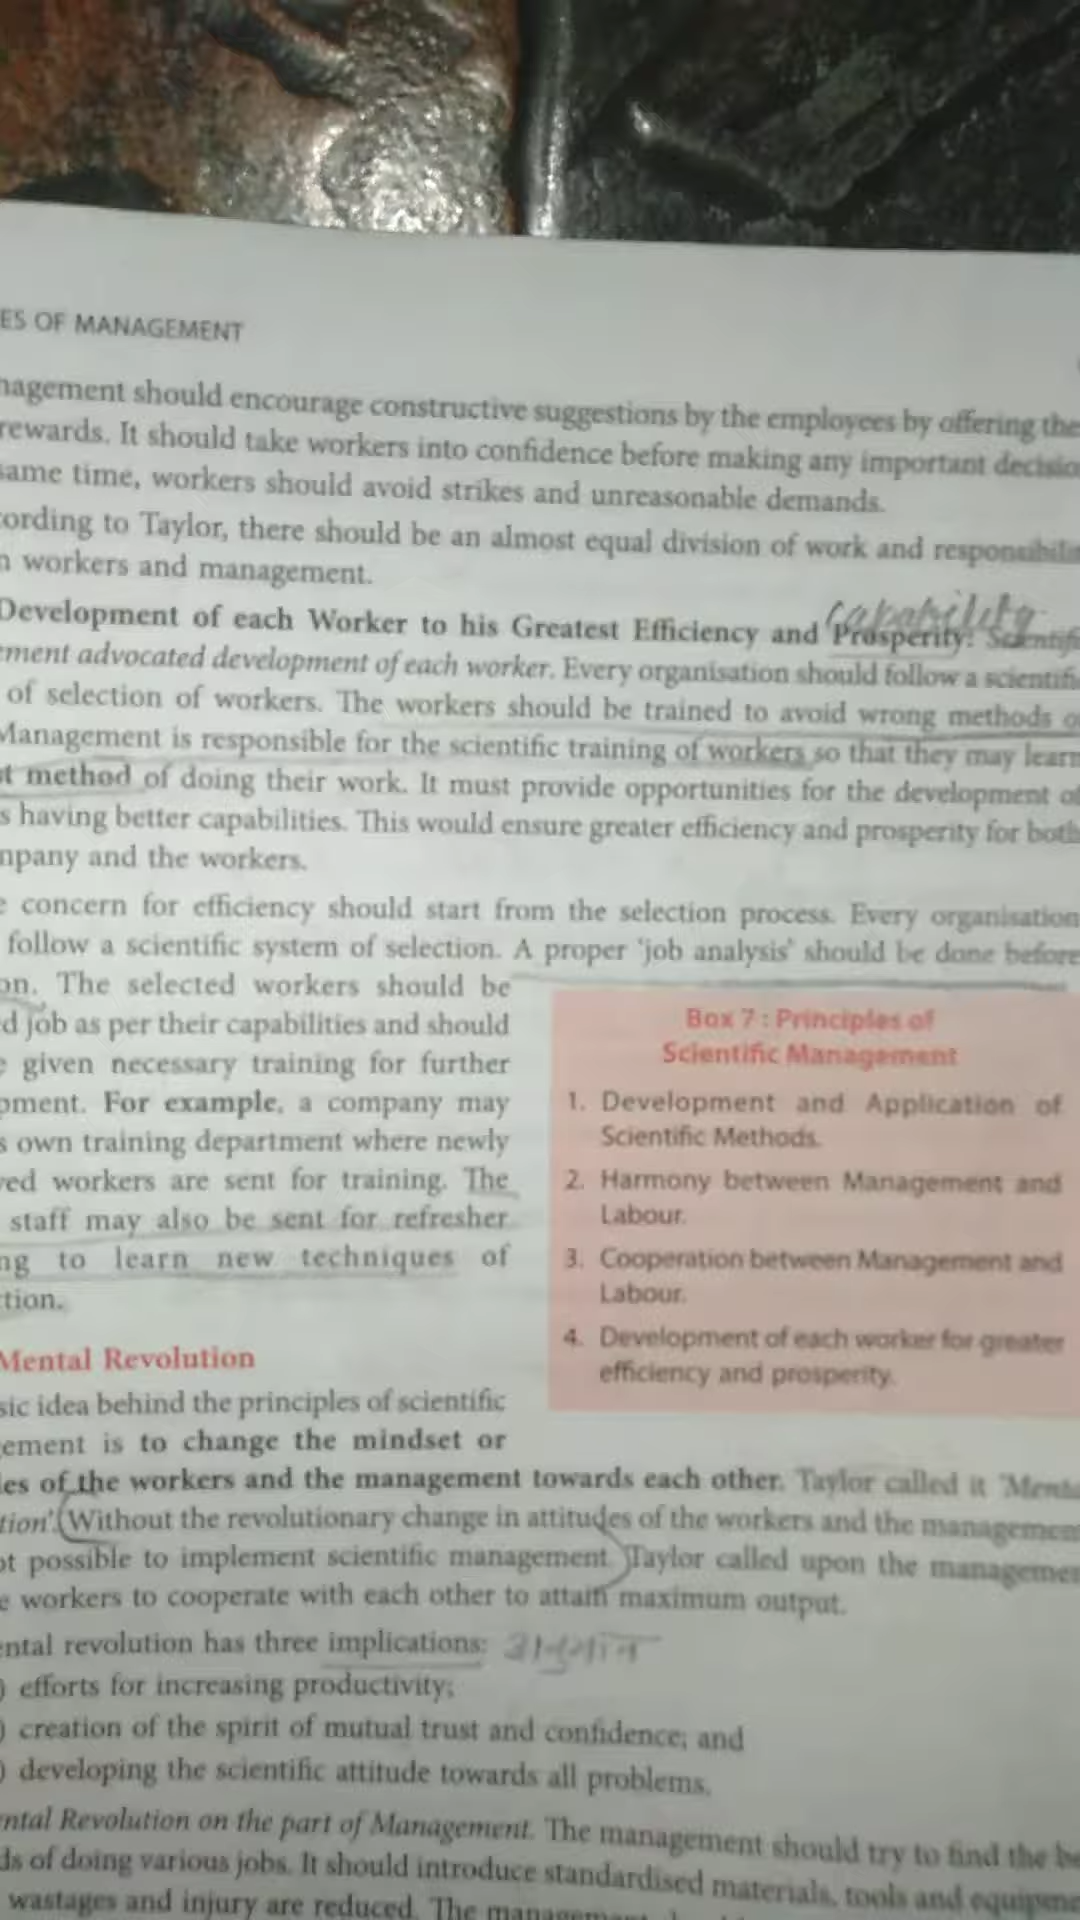 ES OF MANAGEMENT
nagement should encourage constructive suggestions by the employees by offering the
rewards. It should take workers into confidence before making any important decisio
same time, workers should avoid strikes and unreasonable demands.
cording to Taylor, there should be an almost equal division of work and responsibilit
n workers and management.
capability
Development of each Worker to his Greatest Efficiency and Prosperity: Scientifi
ement advocated development of each worker. Every organisation should follow a scientifi
of selection of workers. The workers should be trained to avoid wrong methods o
Management is responsible for the scientific training of workers so that they may learn
st method of doing their work. It must provide opportunities for the development of
s having better capabilities. This would ensure greater efficiency and prosperity for both
mpany and the workers.
e concern for efficiency should start from the selection process. Every organisation
follow a scientific system of selection. A proper 'job analysis' should be done before
on. The selected workers should be
ed job as per their capabilities and should
e given necessary training for further
pment. For example, a company may
s own training department where newly
yed workers are sent for training. The
staff may also be sent for refresher
ng to learn new techniques of
ction.
Box 7 : Principles of
Scientific Management
1. Development and Application of
Scientific Methods.
2. Harmony between Management and
Labour.
3. Cooperation between Management and
Labour.
4. Development of each worker for greater
efficiency and prosperity.
Mental Revolution
sic idea behind the principles of scientific
gement is to change the mindset or
les of the workers and the management towards each other. Taylor called it 'Menta
tion'. Without the revolutionary change in attitudes of the workers and the managemen
ot possible to implement scientific management. Taylor called upon the managemen
e workers to cooperate with each other to attain maximum output.
ental revolution has three implications:
) efforts for increasing productivity;
) creation of the spirit of mutual trust and confidence; and
) developing the scientific attitude towards all problems.
ental Revolution on the part of Management. The management should try to find the be
ds of doing various jobs. It should introduce standardised materials, tools and equipme
wastages and injury are reduced. The